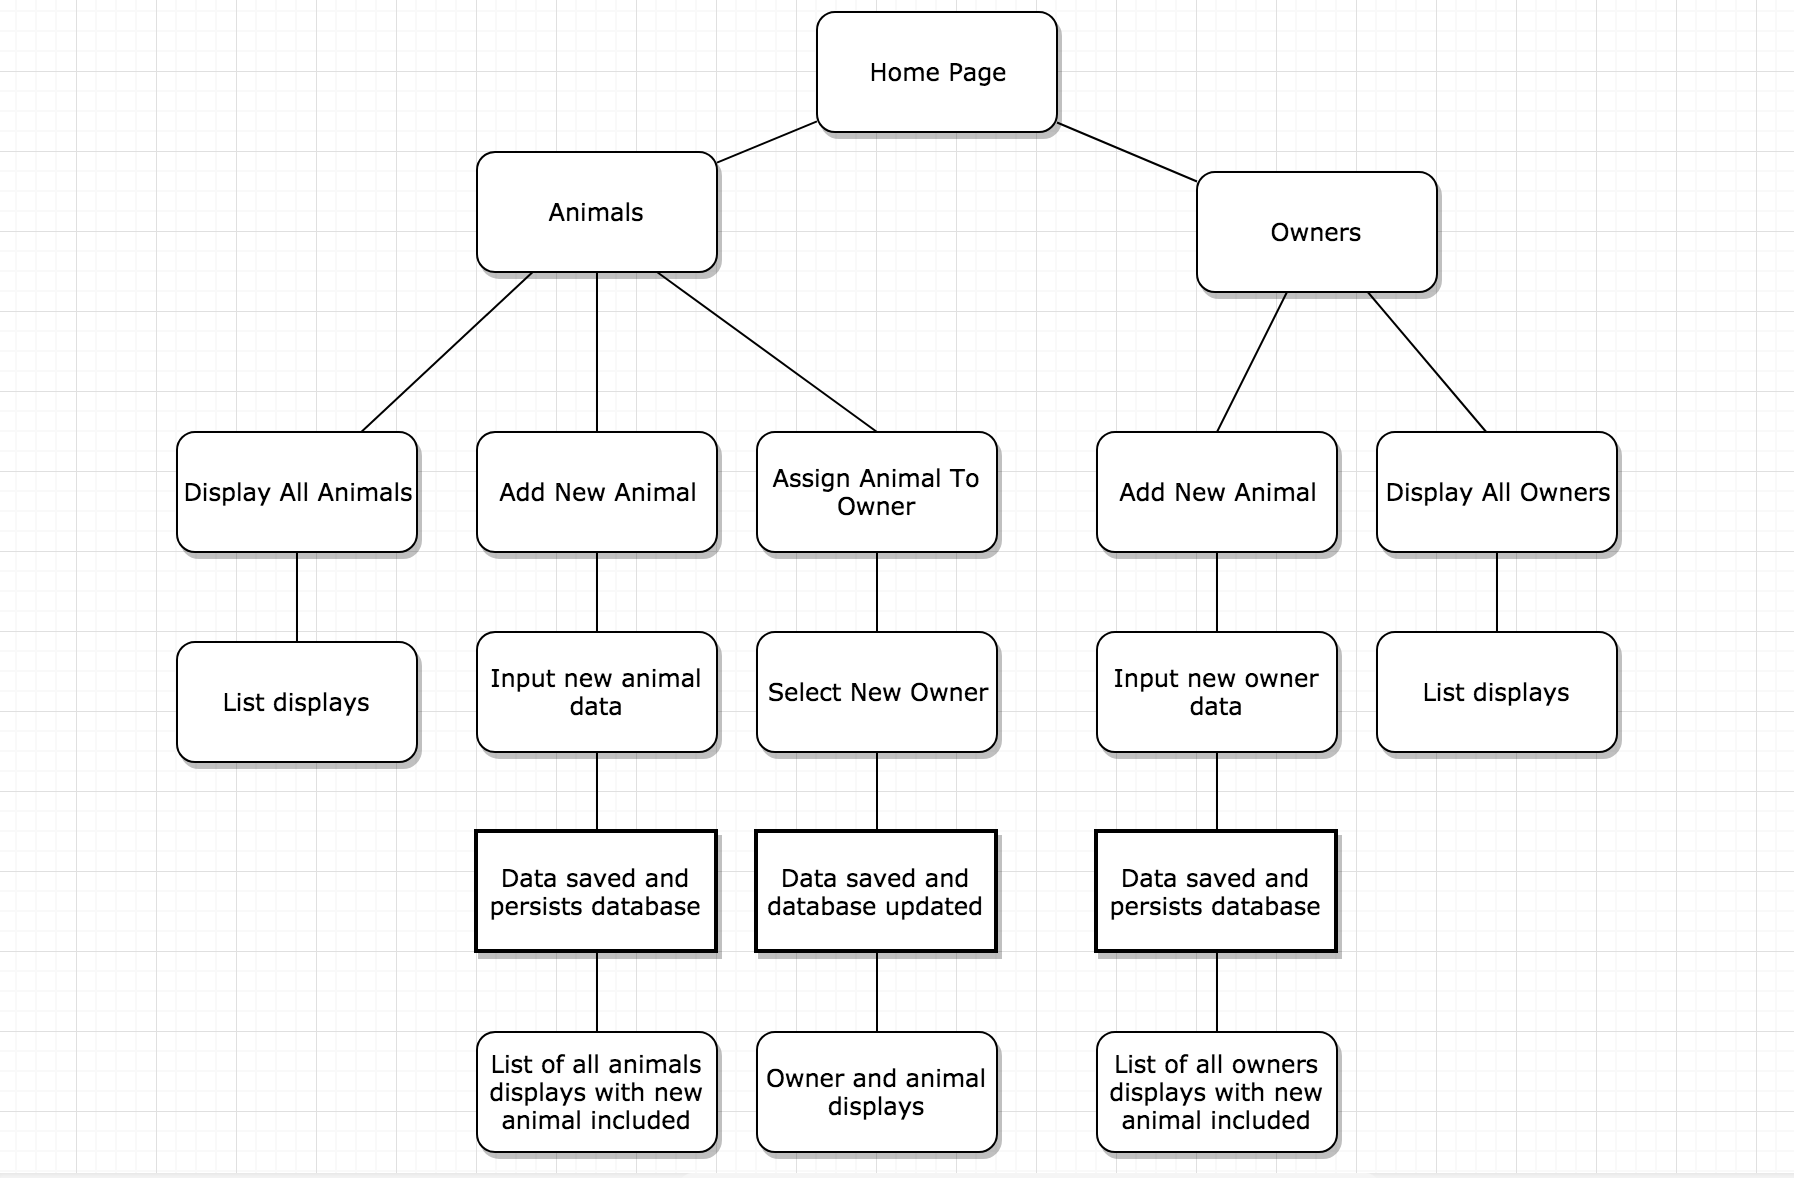 Home Page
Animals
Owners
Display All Animals
Add New Animal
Assign Animal To
Owner
Add New Animal
Display All Owners
List displays
Input new animal
data
Select New Owner
Input new owner
data
List displays
Data saved and
persists database
Data saved and
database updated
Data saved and
persists database
List of all animals
displays with new
animal included
Owner and animal
displays
List of all owners
displays with new
animal included